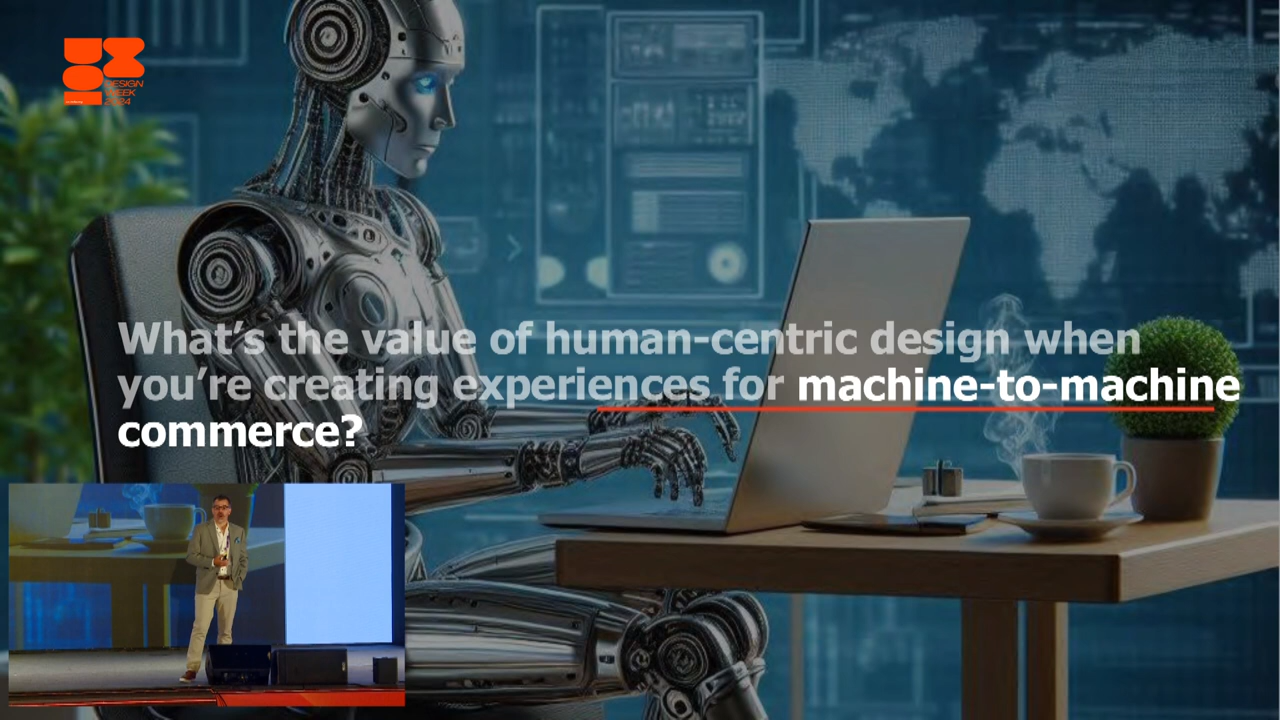 DESIGN
WEEK
2024
What's the value of human-centric design when
you're creating experiences for machine-to-machine
commerce?